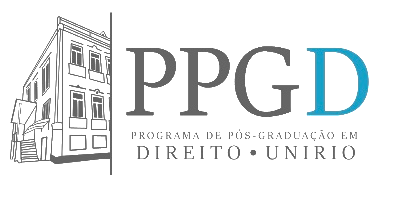 PPGD
PROGRAMA DE PÓS-GRADUAÇÃO EM
DIREITO • UNIRIO